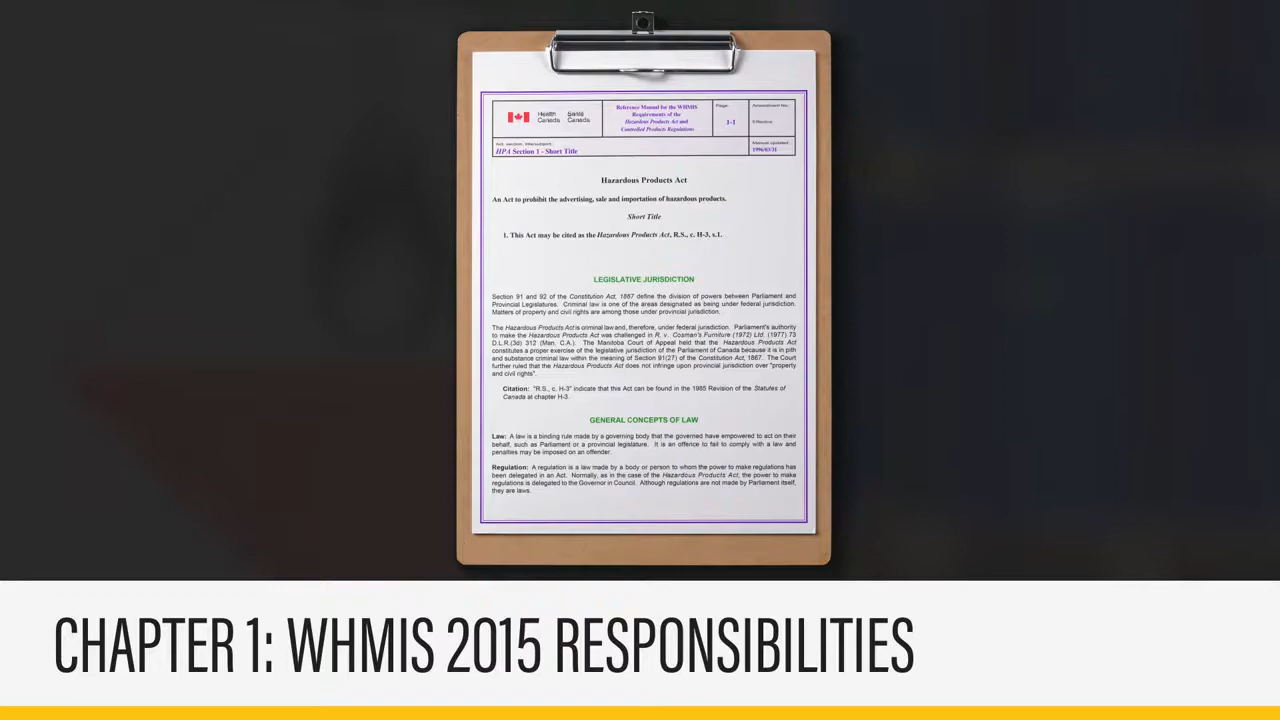 Health
Canada
Santé
Canada
Reference Manual for the WHMIS
Requirements of the
Hazardous Products Act and
Controlled Products Regulations
Page:
1-1
Amendment No:
0 Revision
Act, section, intersupport:
HPA Section 1 - Short Title
Manual updated:
1996/03/31
Hazardous Products Act
An Act to prohibit the advertising, sale and importation of hazardous products.
Short Title
1. This Act may be cited as the Hazardous Products Act, R.S., c. H-3, s.1.
LEGISLATIVE JURISDICTION
Section 91 and 92 of the Constitution Act, 1867 define the division of powers between Parliament and
Provincial Legislatures. Criminal law is one of the areas designated as being under federal jurisdiction.
Matters of property and civil rights are among those under provincial jurisdiction.
The Hazardous Products Act is criminal law and, therefore, under federal jurisdiction. Parliament's authority
to make the Hazardous Products Act was challenged in R. v. Cosman's Furniture (1972) Ltd. (1977) 73
D.L.R.(3d) 312 (Man. C.A.). The Manitoba Court of Appeal held that the Hazardous Products Act
constitutes a proper exercise of the legislative jurisdiction of the Parliament of Canada because it is in pith
and substance criminal law within the meaning of Section 91(27) of the Constitution Act, 1867. The Court
further ruled that the Hazardous Products Act does not infringe upon provincial jurisdiction over "property
and civil rights".
Citation: "R.S., c. H-3" indicate that this Act can be found in the 1985 Revision of the Statutes of
Canada at chapter H-3.
GENERAL CONCEPTS OF LAW
Law: A law is a binding rule made by a governing body that the governed have empowered to act on their
behalf, such as Parliament or a provincial legislature. It is an offence to fail to comply with a law and
penalties may be imposed on an offender.
Regulation: A regulation is a law made by a body or person to whom the power to make regulations has
been delegated in an Act. Normally, as in the case of the Hazardous Products Act, the power to make
regulations is delegated to the Governor in Council. Although regulations are not made by Parliament itself,
they are laws.
CHAPTER 1: WHMIS 2015 RESPONSIBILITIES